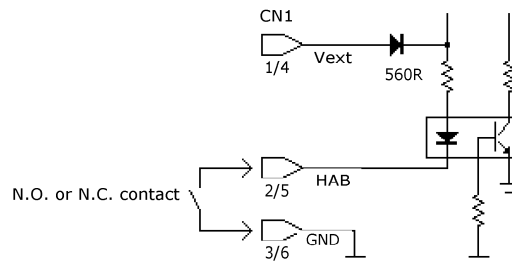 CN1
Vext
1/4
560R
N.O. or N.C. contact
HAB
2/5
GND
3/6